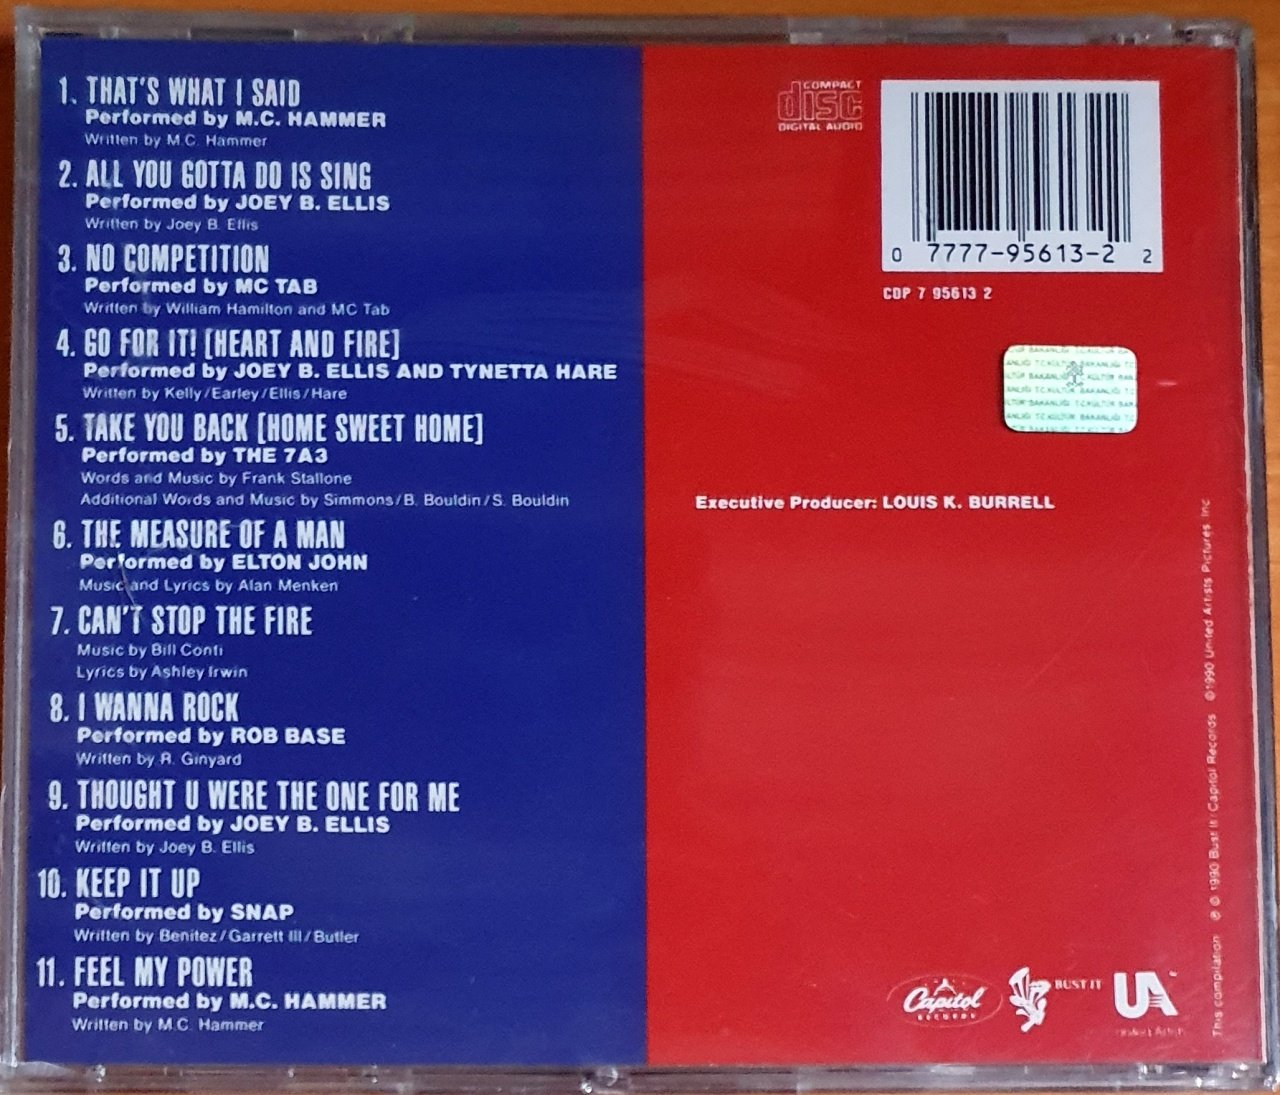 1. THAT'S WHAT I SAID
Performed by M.C. HAMMER
Written by M.C. Hammer
2. ALL YOU GOTTA DO IS SING
Performed by JOEY B. ELLIS
Written by Joey B. Ellis
3. NO COMPETITION
Performed by MC TAB
Written by William Hamilton and MC Tab
4. GO FOR IT! [HEART AND FIRE]
Performed by JOEY B. ELLIS AND TYNETTA HARE
Written by Kelly/Earley/Ellis/Hare
5. TAKE YOU BACK [HOME SWEET HOME]
Performed by THE 7A3
Words and Music by Frank Stallone
Additional Words and Music by Simmons/B. Bouldin/S. Bouldin
6. THE MEASURE OF A MAN
Performed by ELTON JOHN
Music and Lyrics by Alan Menken
7. CAN'T STOP THE FIRE
Music by Bill Conti
Lyrics by Ashley Irwin
8. I WANNA ROCK
Performed by ROB BASE
Written by R. Ginyard
9. THOUGHT U WERE THE ONE FOR ME
Performed by JOEY B. ELLIS
Written by Joey B. Ellis
10. KEEP IT UP
Performed by SNAP
Written by Benitez/Garrett III/Butler
11. FEEL MY POWER
Performed by M.C. HAMMER
Written by M.C. Hammer
COMPACT
disc
DIGITAL AUDIO
0 7777-95613-2 2
CDP 7 95613 2
T.C. KÜLTÜR BAKANLIĞI
Executive Producer: LOUIS K. BURRELL
Capitol
RECORDS
BUST IT
UA™
United Artists
This compilation ℗ © 1990 Bust It/Capitol Records ©1990 United Artists Pictures, Inc.